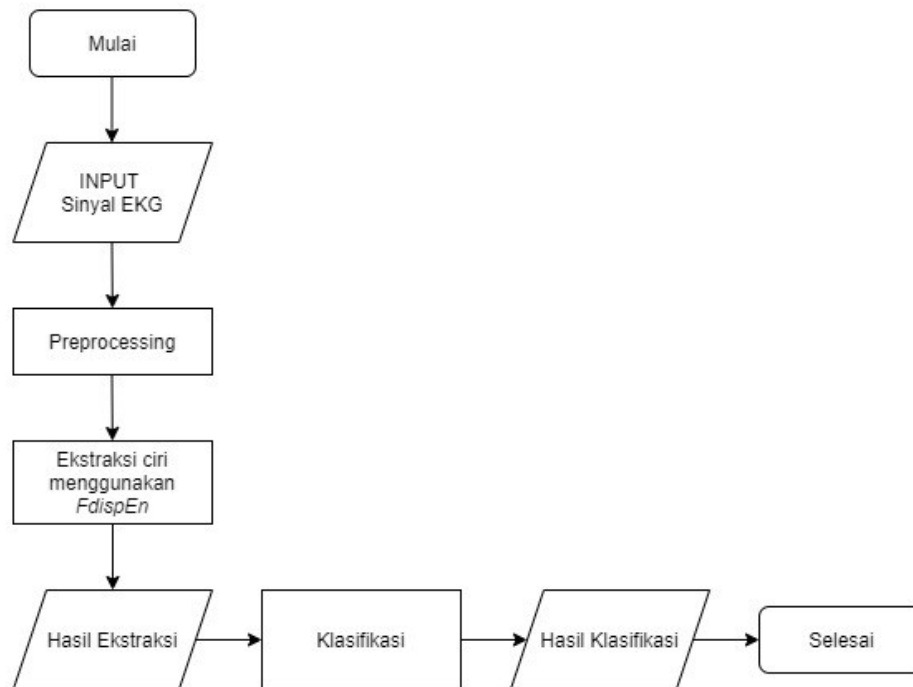 Mulai
INPUT
Sinyal EKG
Preprocessing
Ekstraksi ciri
menggunakan
FdispEn
Hasil Ekstraksi
Klasifikasi
Hasil Klasifikasi
Selesai